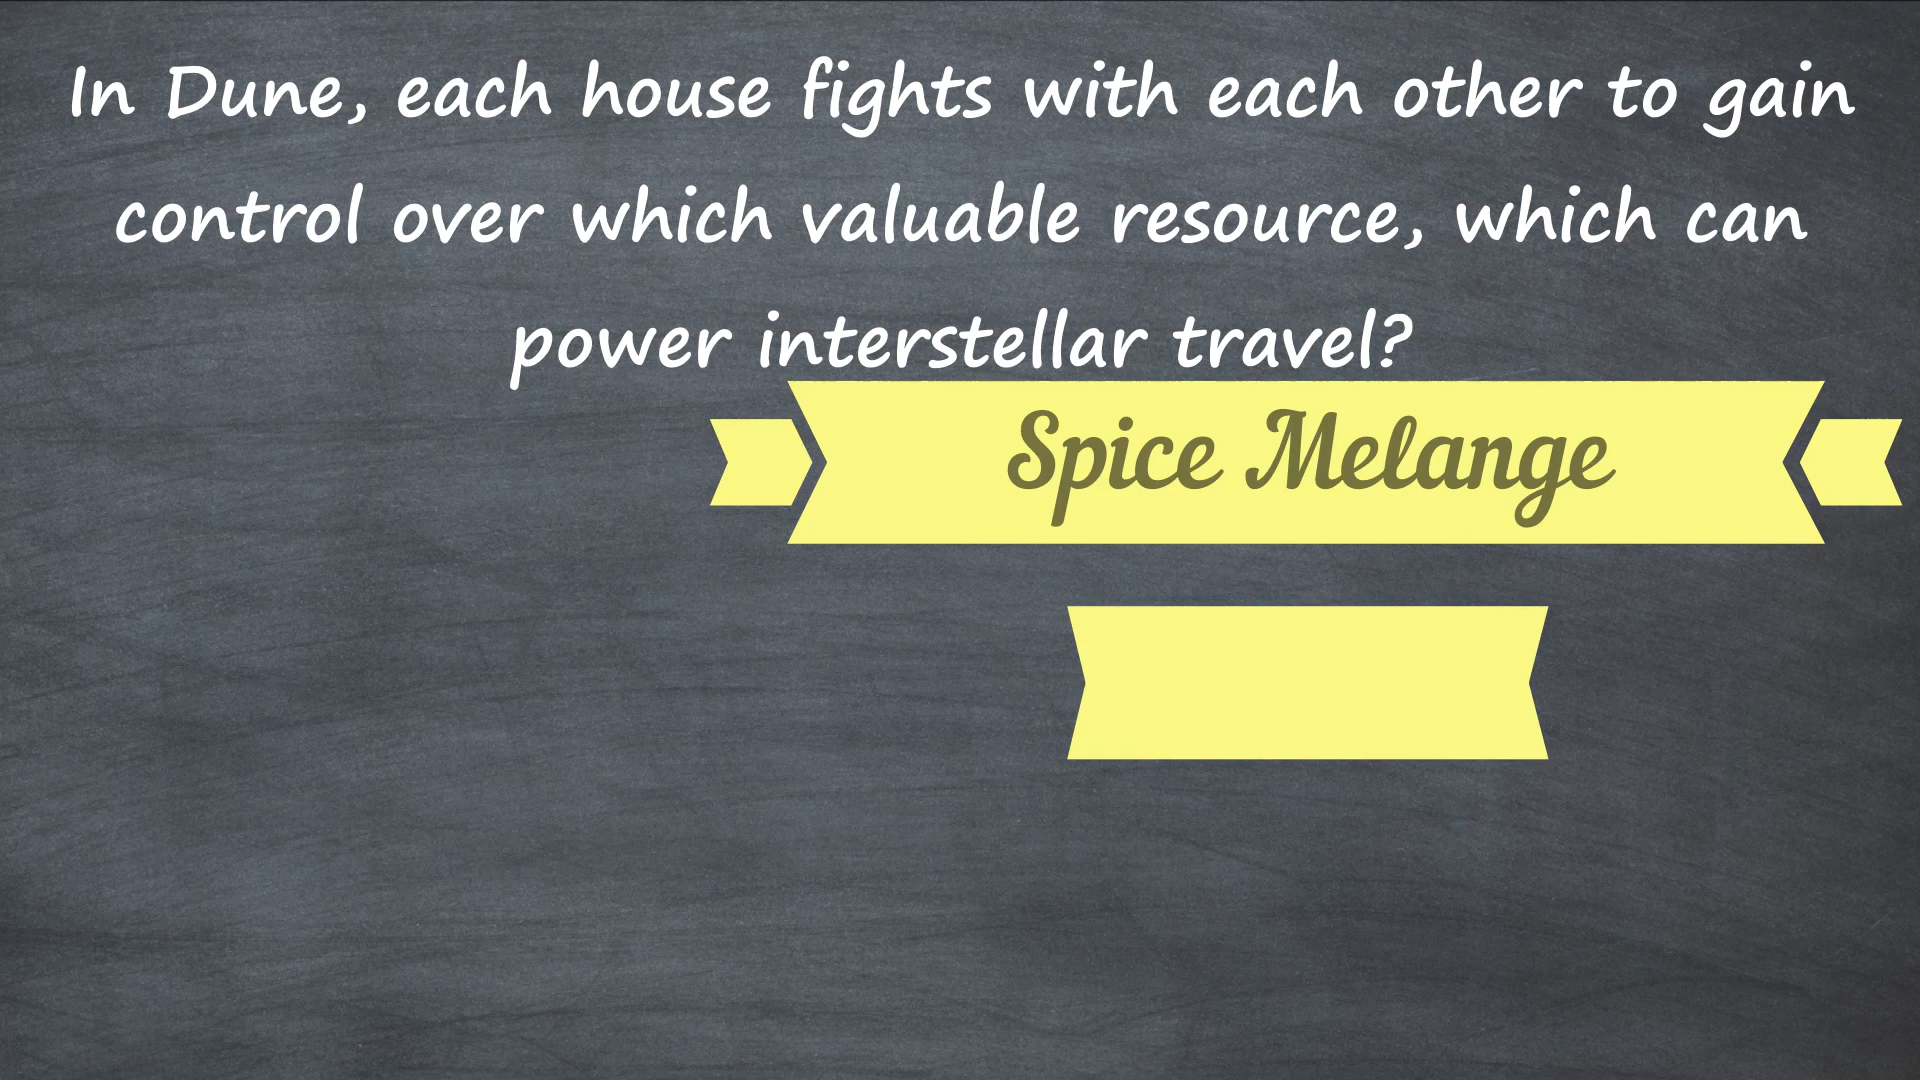 In Dune, each house fights with each other to gain
control over which valuable resource, which can
power interstellar travel?
Spice Melange